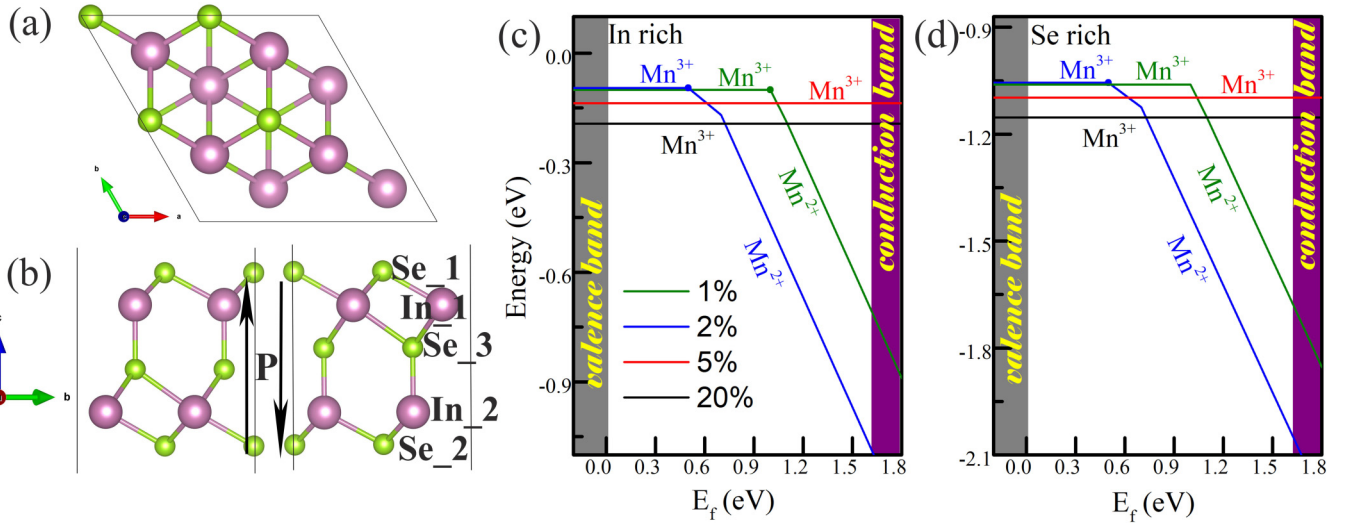 (a)
b
a
(b)
b
P
Se_1
In_1
Se_3
In_2
Se_2
(c)
In rich
Energy (eV)
0.0
-0.3
-0.6
-0.9
Mn3+
Mn3+
Mn3+
Mn3+
Mn2+
Mn2+
valence band
conduction band
1%
2%
5%
20%
0.0 0.3 0.6 0.9 1.2 1.5 1.8
Ef (eV)
(d)
Se rich
-0.9
-1.2
-1.5
-1.8
-2.1
Mn3+
Mn3+
Mn3+
Mn3+
Mn2+
Mn2+
valence band
conduction band
0.0 0.3 0.6 0.9 1.2 1.5 1.8
Ef (eV)